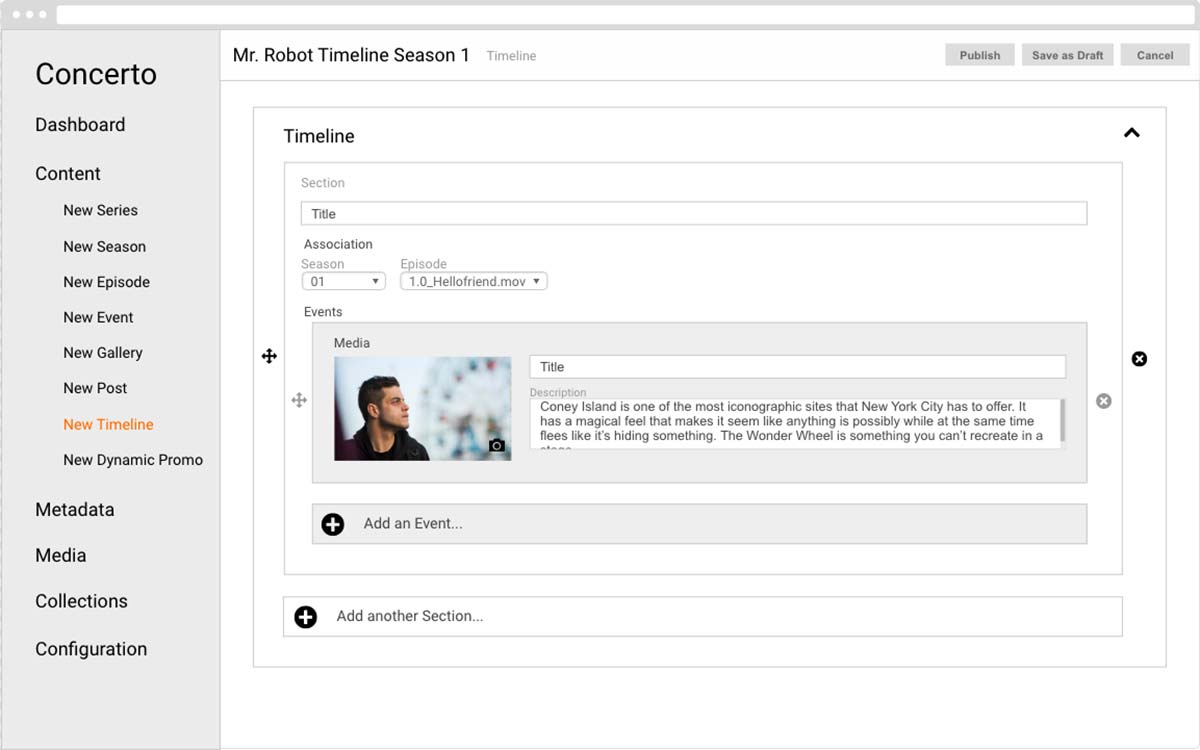 Concerto
Dashboard
Content
New Series
New Season
New Episode
New Event
New Gallery
New Post
New Timeline
New Dynamic Promo
Metadata
Media
Collections
Configuration
Mr. Robot Timeline Season 1 Timeline
Publish Save as Draft Cancel
Timeline
Section
Title
Association
Season Episode
01 1.0_Hellofriend.mov
Events
Media
Title
Description
Coney Island is one of the most iconographic sites that New York City has to offer. It
has a magical feel that makes it seem like anything is possibly while at the same time
flees like it's hiding something. The Wonder Wheel is something you can't recreate in a
Add an Event...
Add another Section...